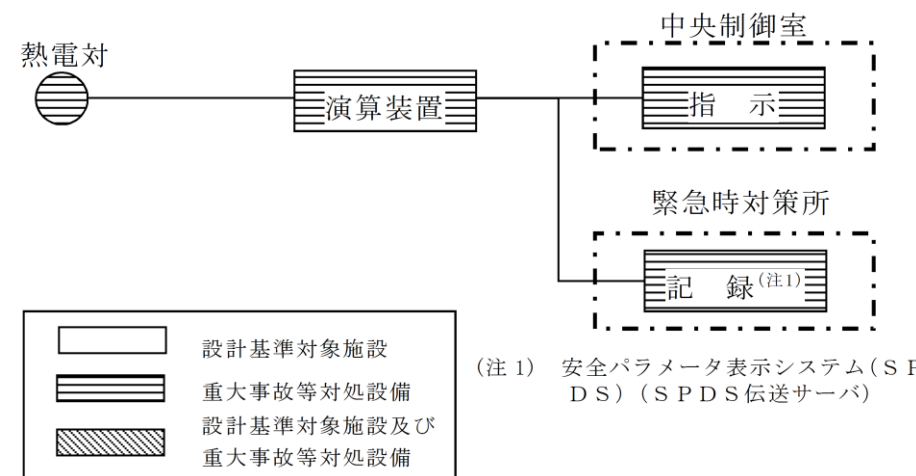 中央制御室
熱電対
演算装置
指　示
緊急時対策所
記　録(注1)
設計基準対象施設
重大事故等対処設備
設計基準対象施設及び
重大事故等対処設備
(注 1)　安全パラメータ表示システム(ＳＰ
ＤＳ)（ＳＰＤＳ伝送サーバ）